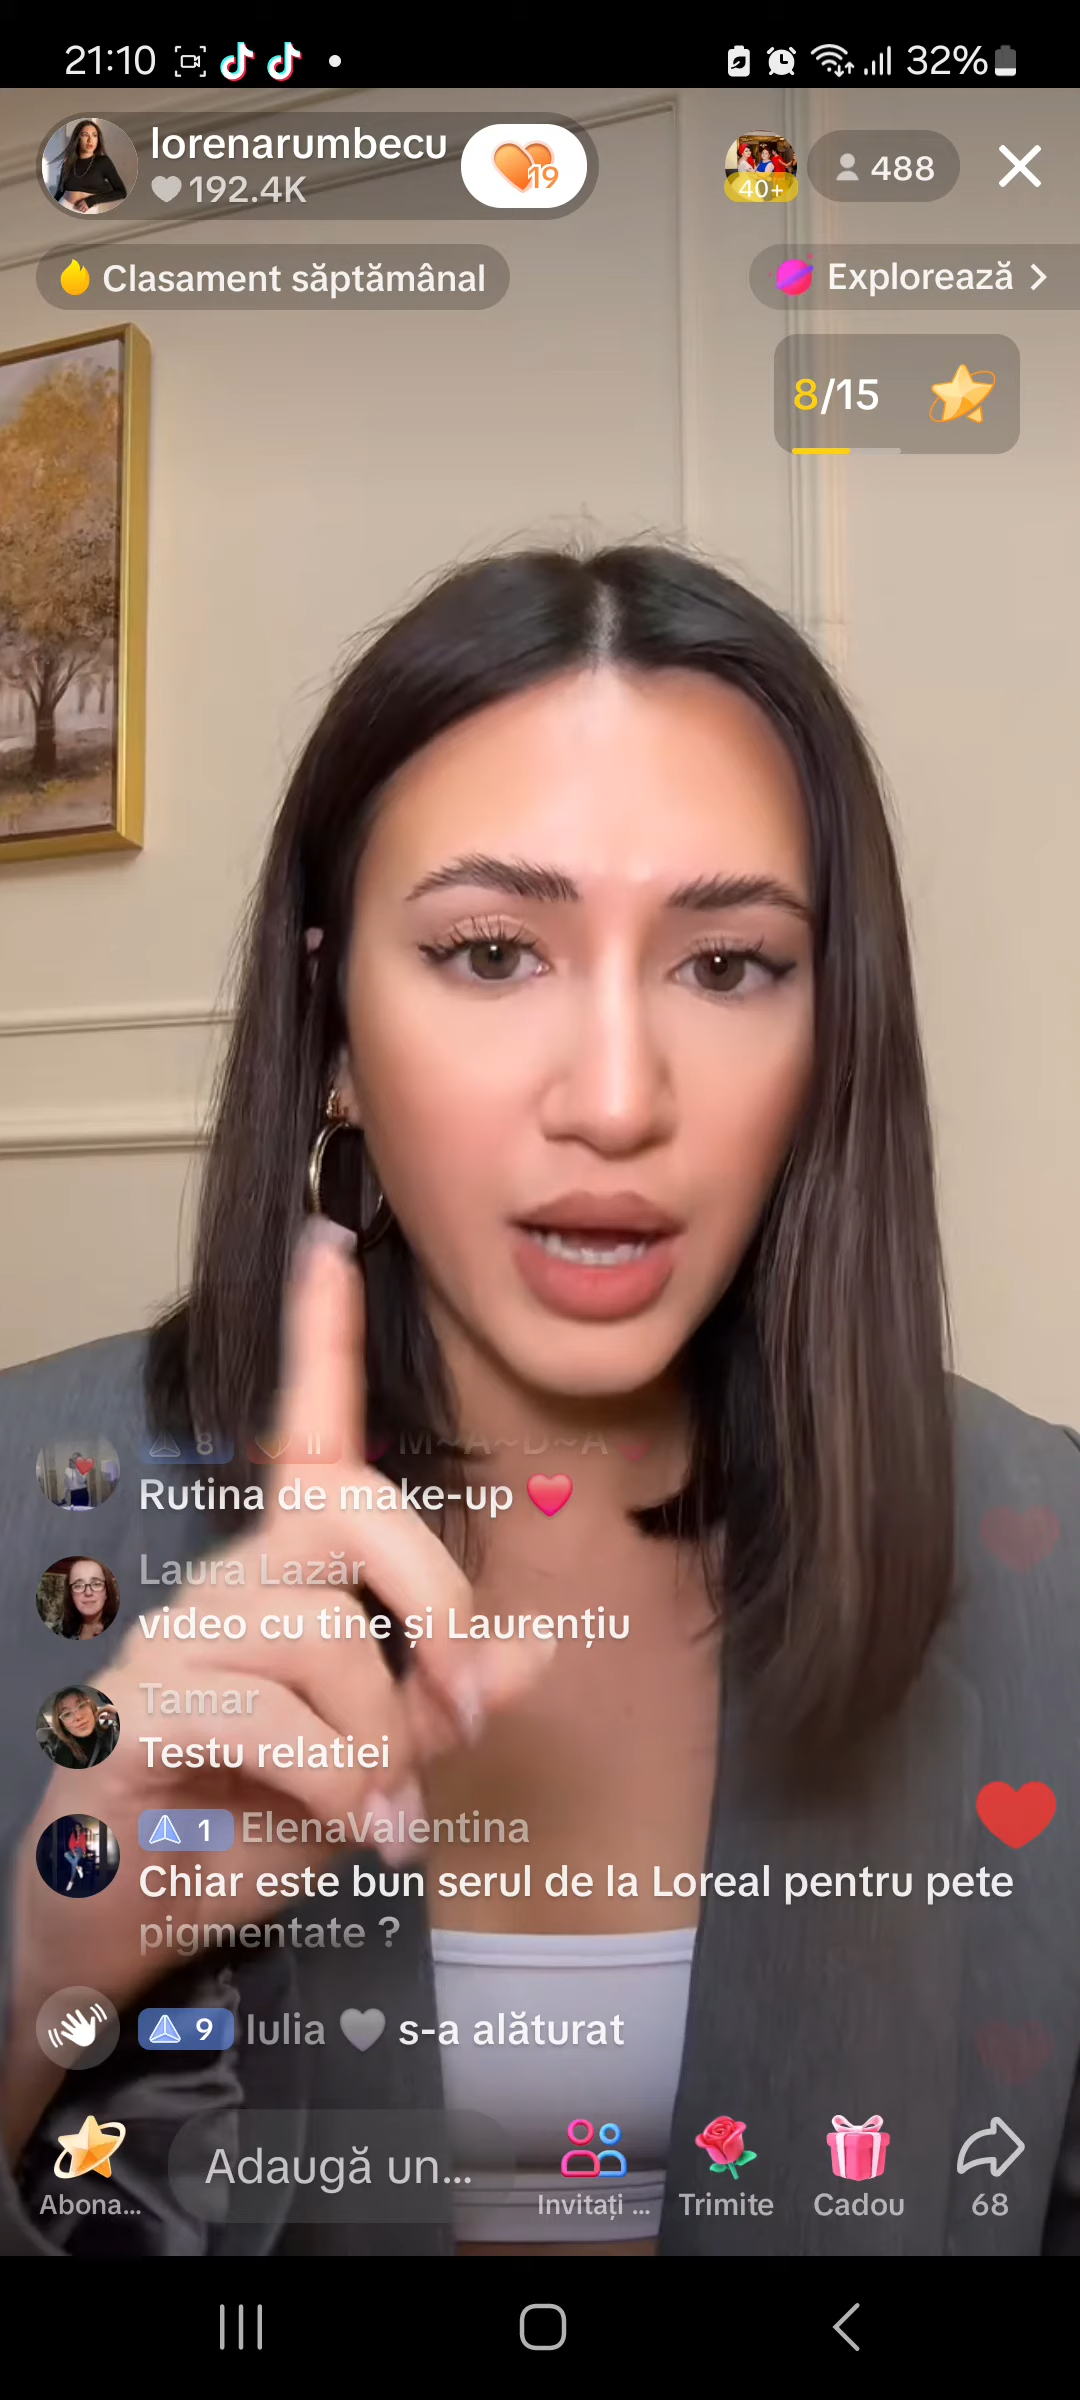 21:10
32%
lorenarumbecu
192.4K
19
40+
488
Clasament săptămânal
Explorează
8/15
8 II M~A~D~A
Rutina de make-up
Laura Lazăr
video cu tine și Laurențiu
Tamar
Testu relatiei
1 ElenaValentina
Chiar este bun serul de la Loreal pentru pete
pigmentate ?
9 Iulia s-a alăturat
Adaugă un...
Abona...
Invitați ...
Trimite
Cadou
68